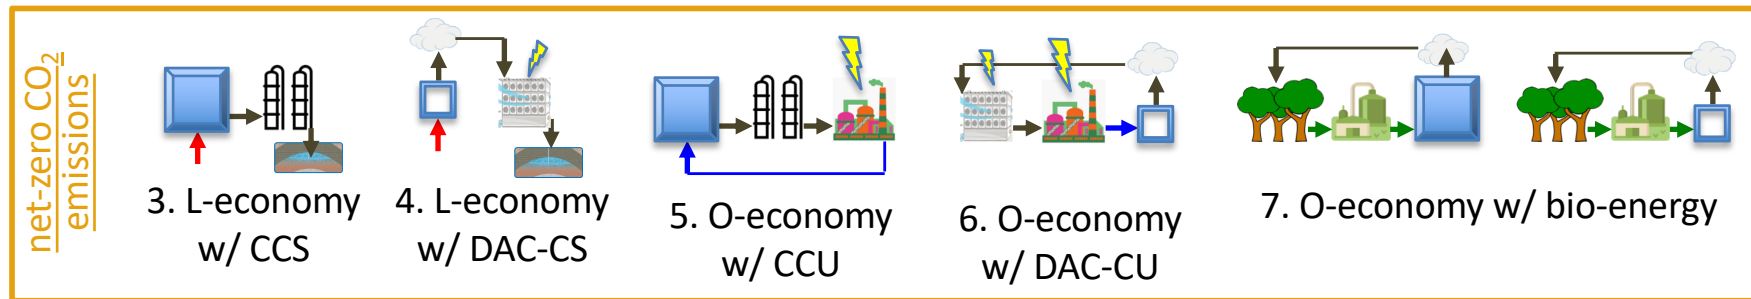 net-zero CO2
emissions
3. L-economy
w/ CCS
4. L-economy
w/ DAC-CS
5. O-economy
w/ CCU
6. O-economy
w/ DAC-CU
7. O-economy w/ bio-energy